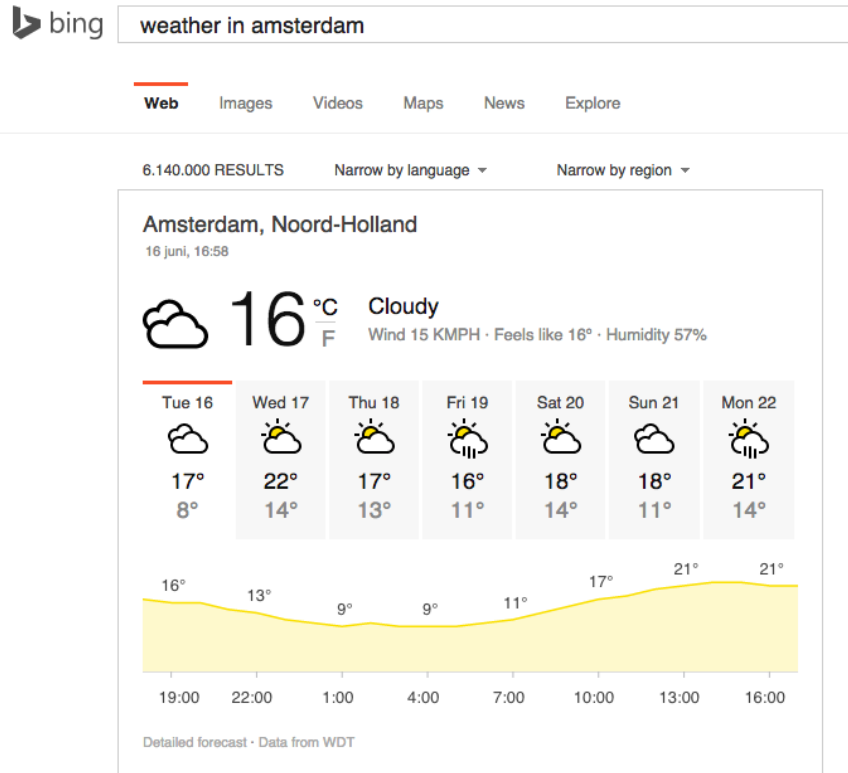 bing
weather in amsterdam
Web Images Videos Maps News Explore
6.140.000 RESULTS Narrow by language Narrow by region
Amsterdam, Noord-Holland
16 juni, 16:58
16 °C F
Cloudy
Wind 15 KMPH · Feels like 16° · Humidity 57%
Tue 16 Wed 17 Thu 18 Fri 19 Sat 20 Sun 21 Mon 22
17° 22° 17° 16° 18° 18° 21°
8° 14° 13° 11° 14° 11° 14°
16° 13° 9° 9° 11° 17° 21° 21°
19:00 22:00 1:00 4:00 7:00 10:00 13:00 16:00
Detailed forecast · Data from WDT